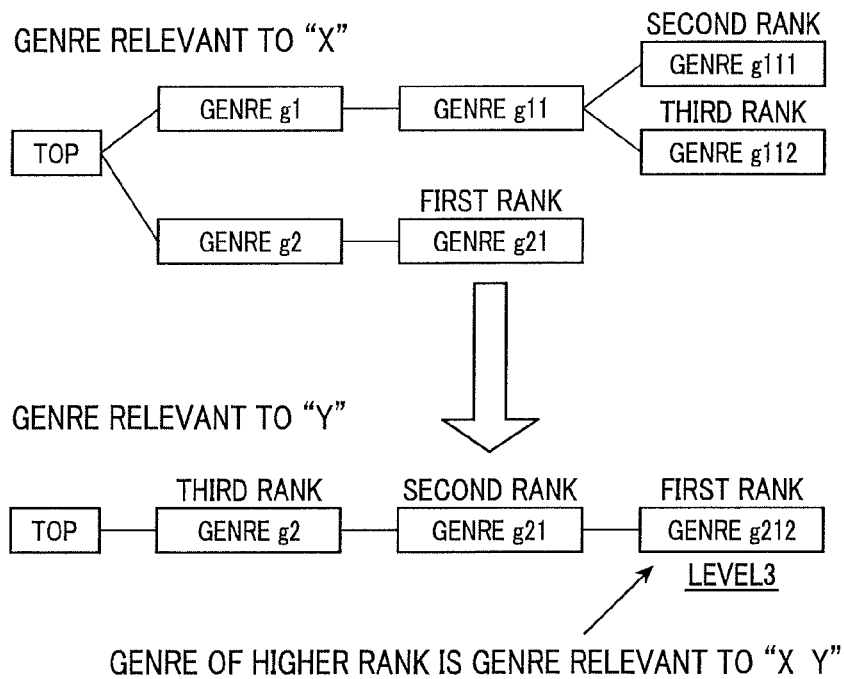 GENRE RELEVANT TO “X”
SECOND RANK
GENRE g111
GENRE g1
GENRE g11
THIRD RANK
GENRE g112
TOP
FIRST RANK
GENRE g2
GENRE g21
GENRE RELEVANT TO “Y”
THIRD RANK
SECOND RANK
FIRST RANK
TOP
GENRE g2
GENRE g21
GENRE g212
LEVEL3
GENRE OF HIGHER RANK IS GENRE RELEVANT TO “X Y”